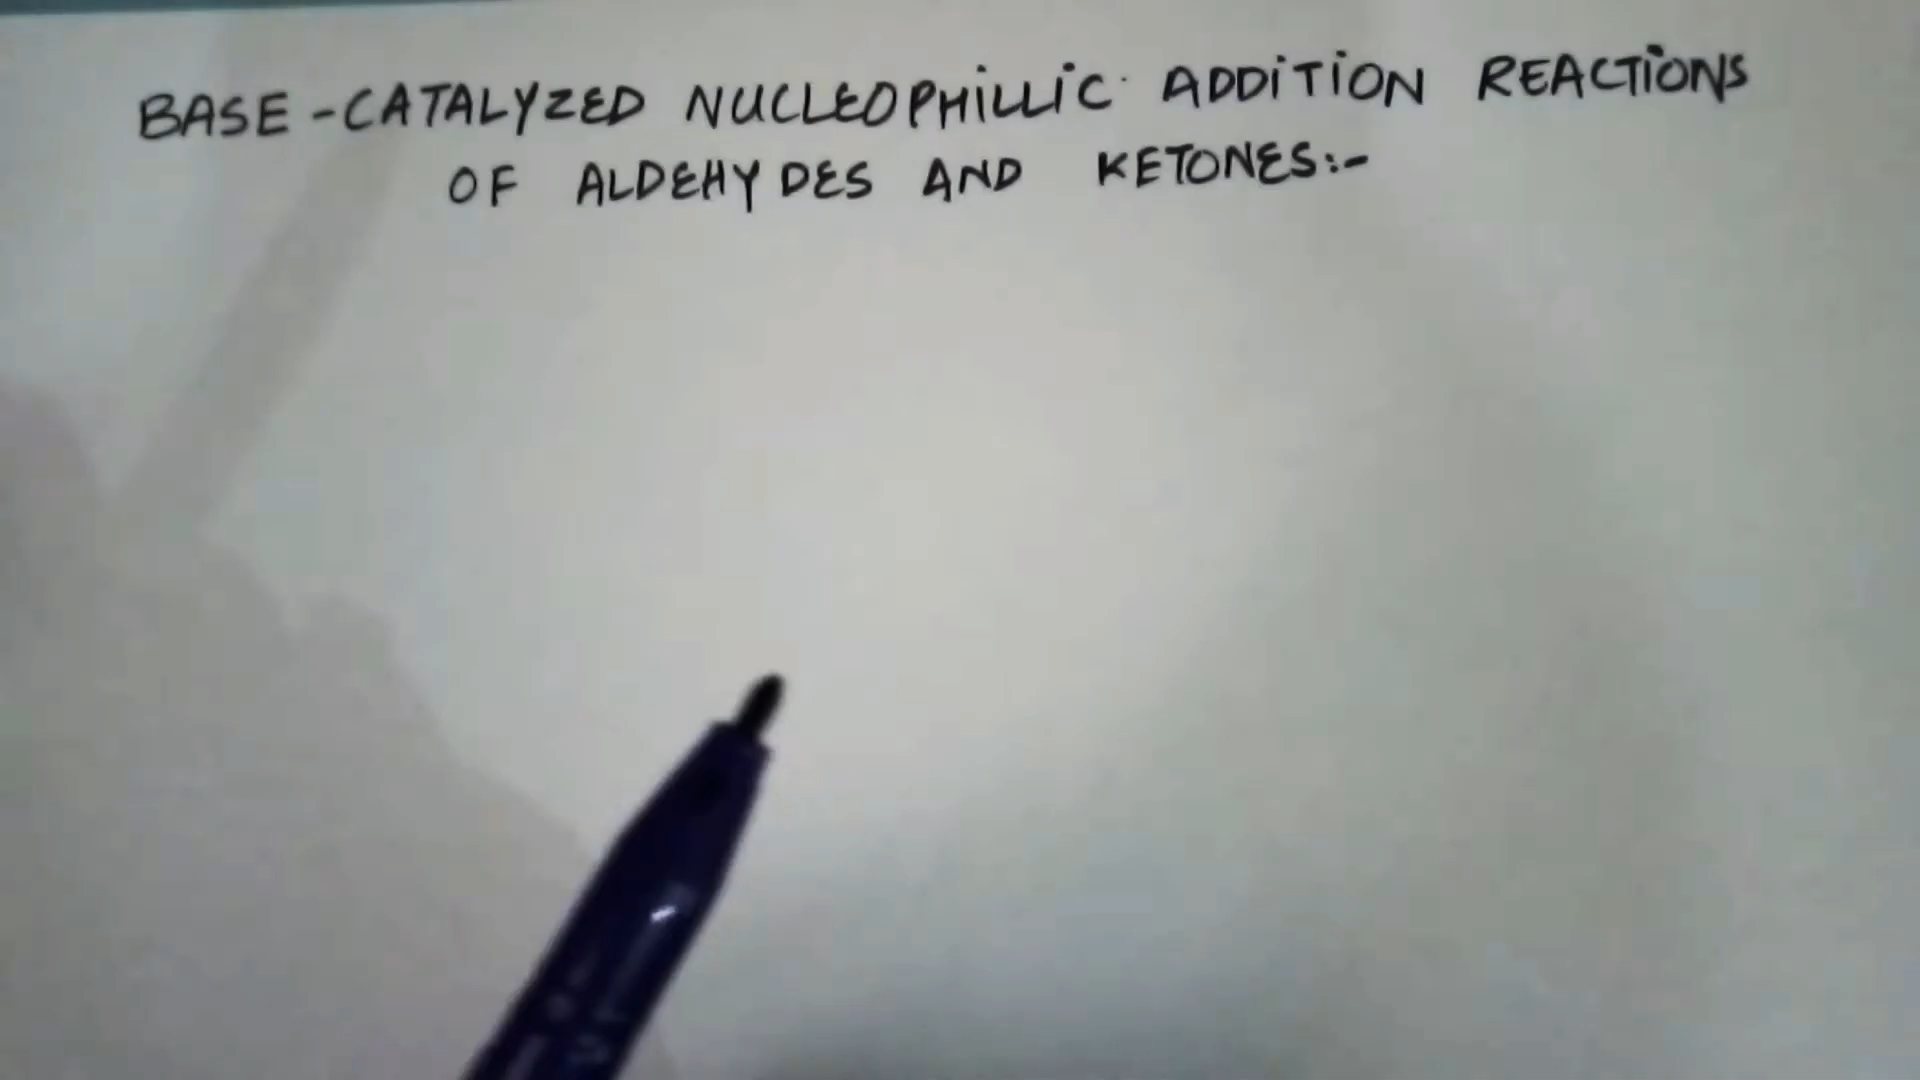 BASE-CATALYZED NUCLEOPHILLIC ADDITION REACTIONS
OF ALDEHYDES AND KETONES:-